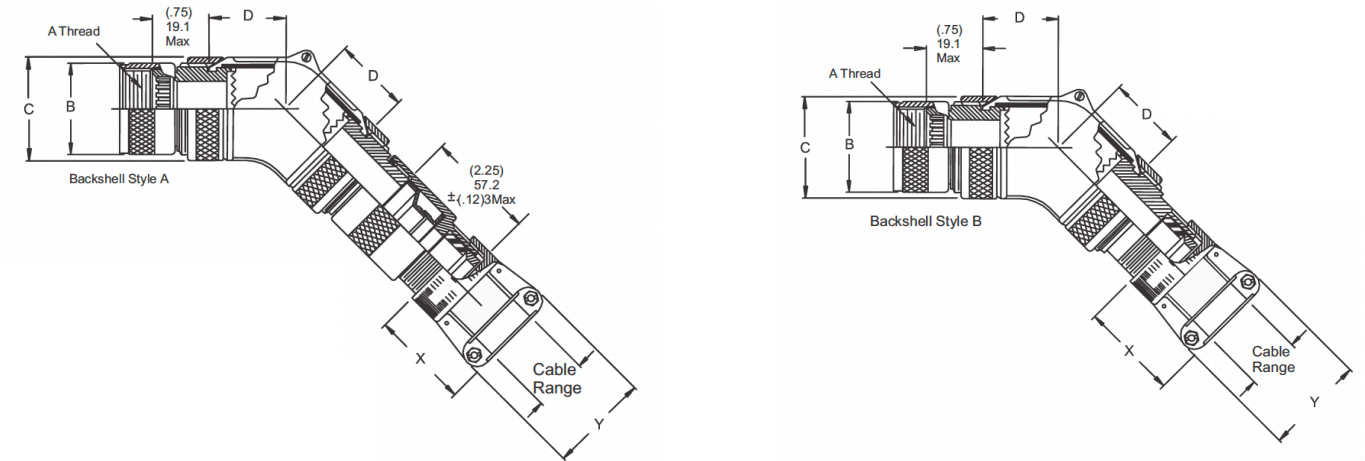 (.75)
19.1
Max
D
A Thread
D
C
B
Backshell Style A
(2.25)
57.2
±(.12)3Max
X
Cable
Range
Y
(.75)
19.1
Max
D
A Thread
D
C
B
Backshell Style B
X
Cable
Range
Y